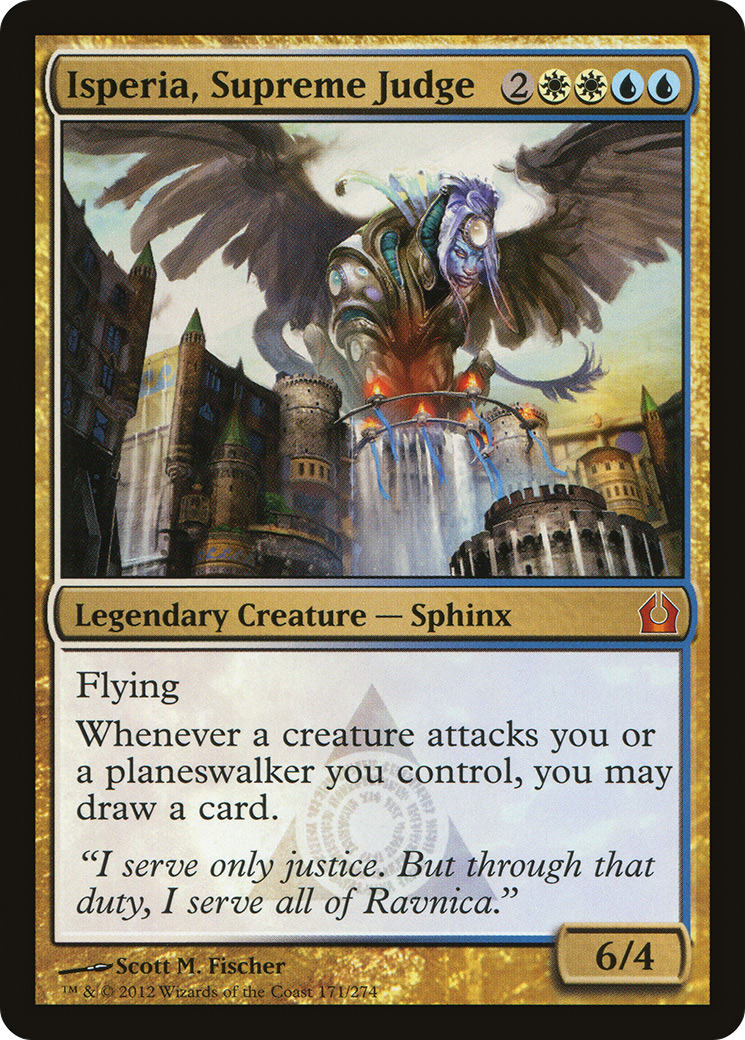 Isperia, Supreme Judge 2
Legendary Creature — Sphinx
Flying
Whenever a creature attacks you or
a planeswalker you control, you may
draw a card.
“I serve only justice. But through that
duty, I serve all of Ravnica.”
6/4
Scott M. Fischer
™ & © 2012 Wizards of the Coast 171/274